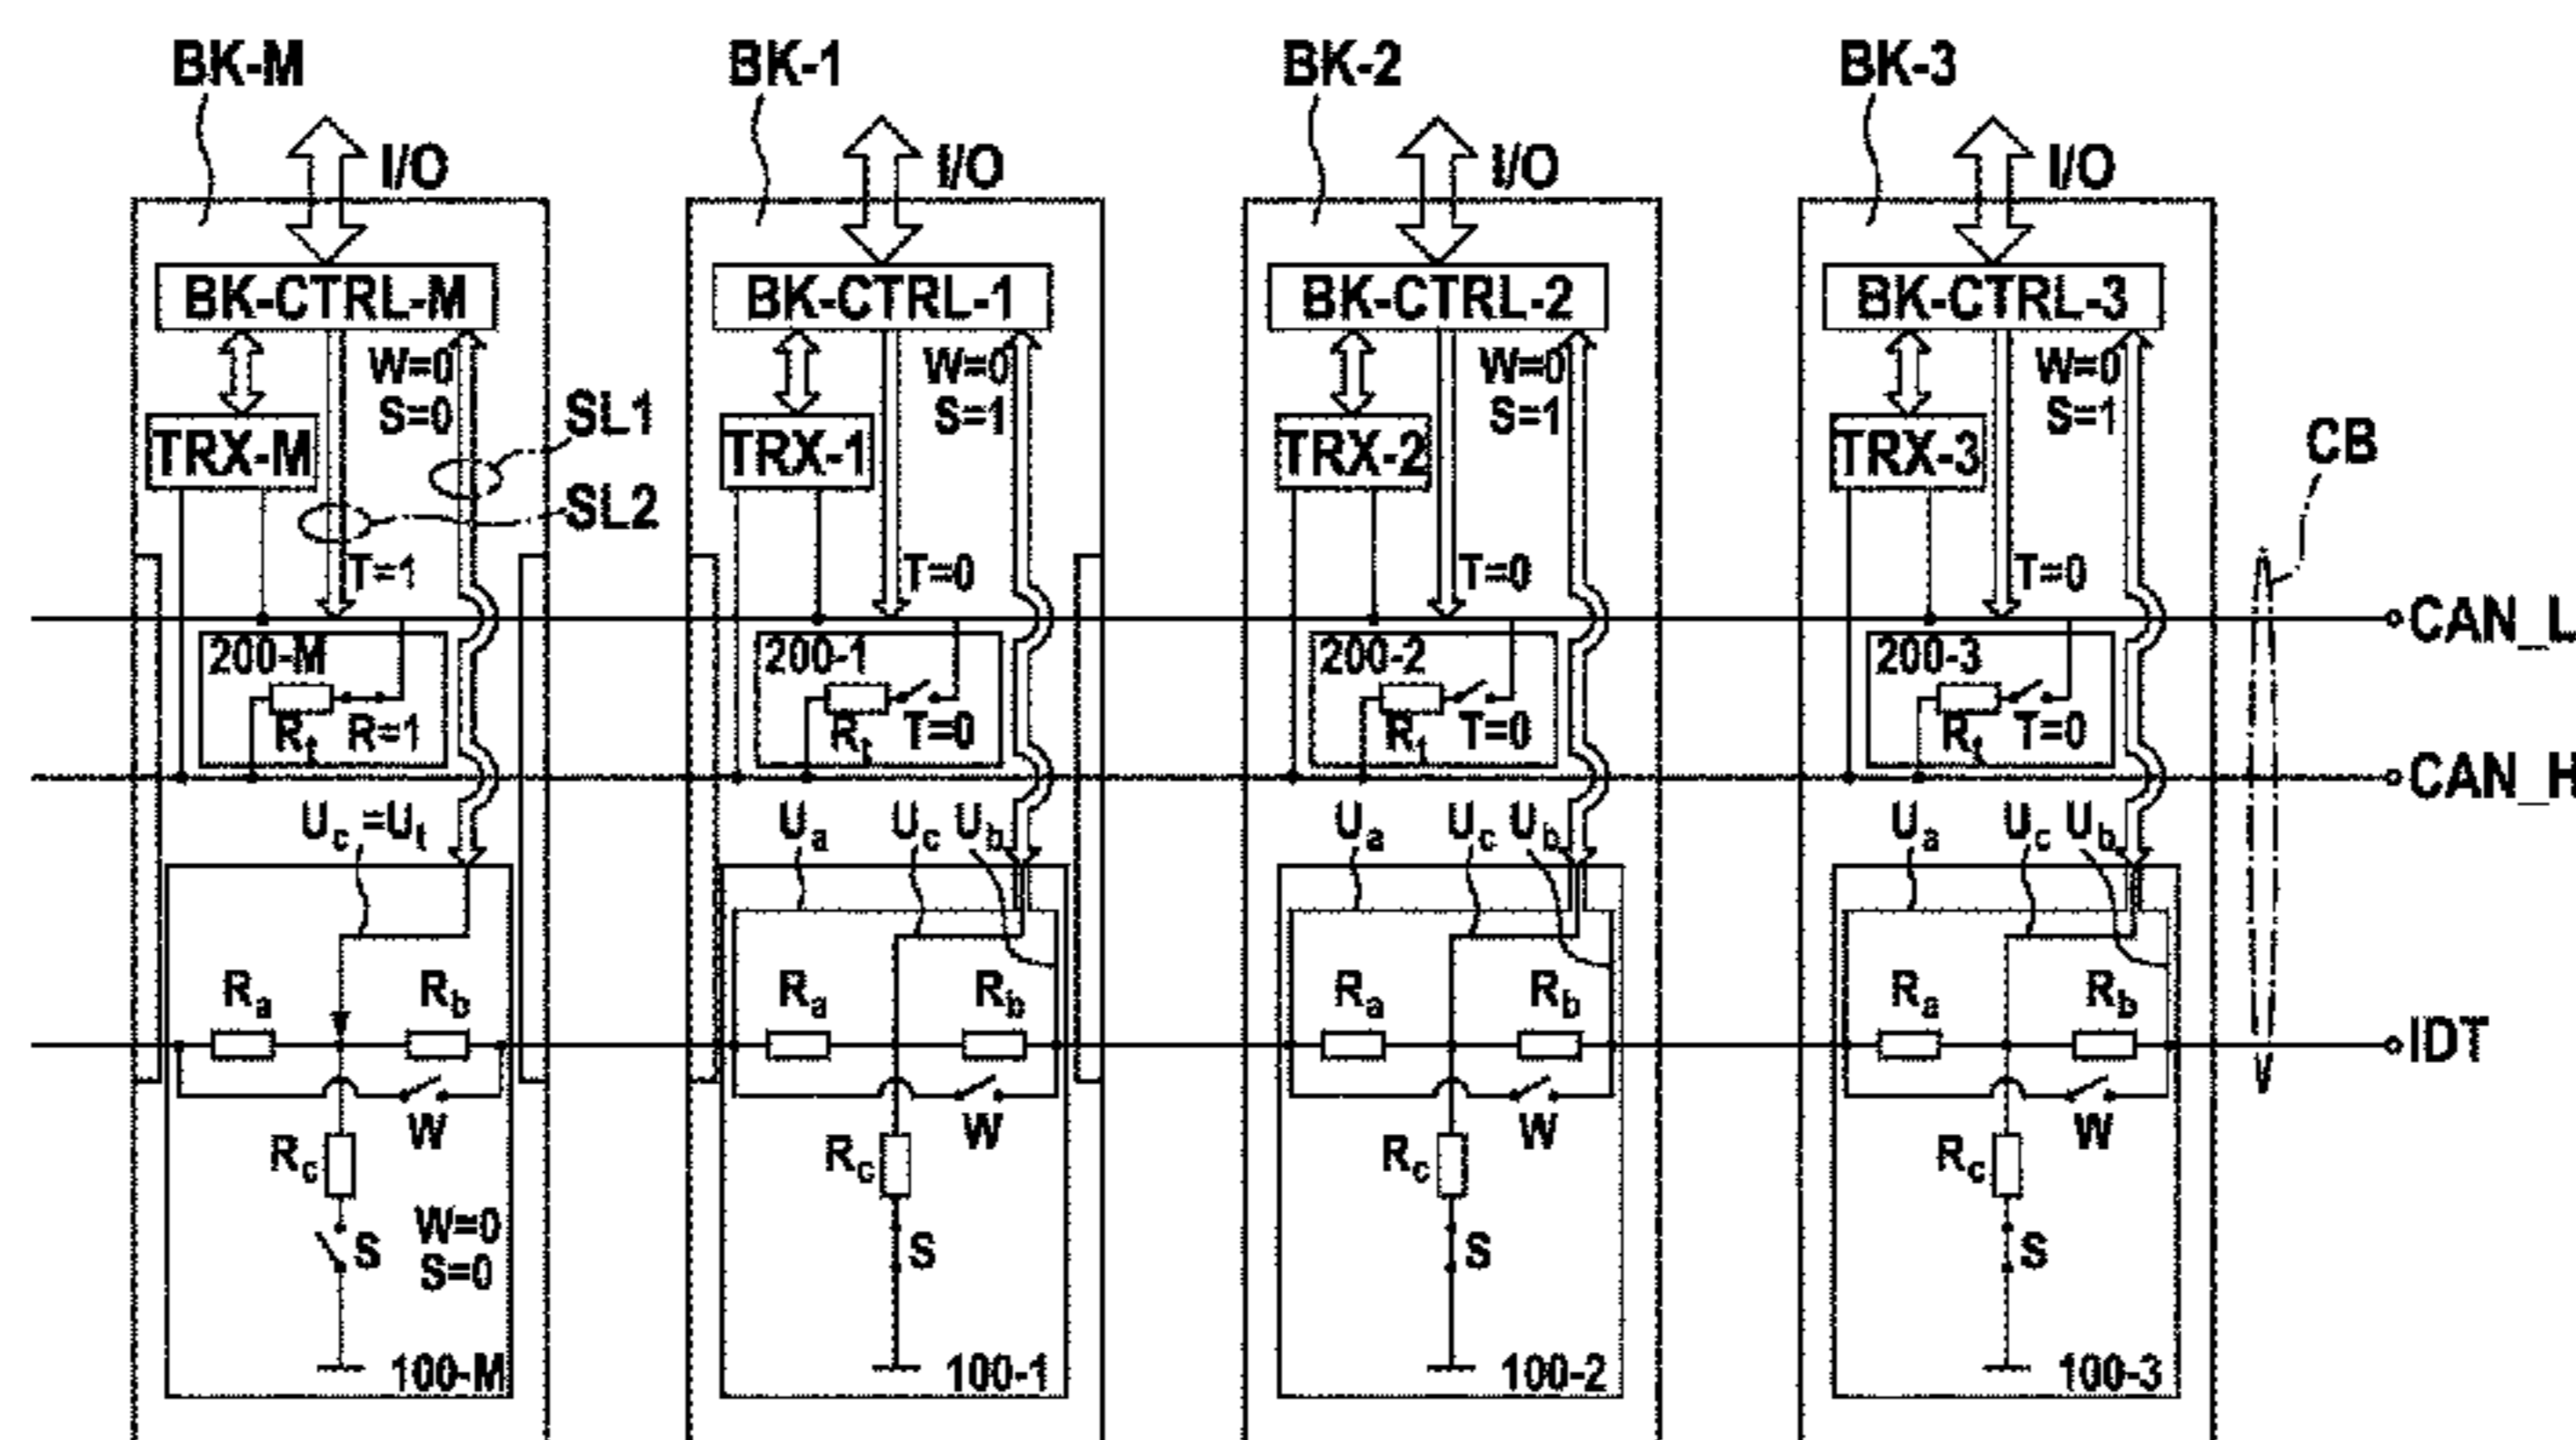 BK-M BK-1 BK-2 BK-3
I/O I/O I/O I/O
BK-CTRL-M BK-CTRL-1 BK-CTRL-2 BK-CTRL-3
W=0 W=0 W=0 W=0
S=0 SL1 S=1 S=1 S=1
TRX-M TRX-1 TRX-2 TRX-3 CB
SL2
T=1 T=0 T=0 T=0
CAN_L
200-M 200-1 200-2 200-3
Rt R=1 Rt T=0 Rt T=0 Rt T=0
CAN_H
Uc=Ut Ua Uc Ub Ua Uc Ub Ua Uc Ub
Ra Rb Ra Rb Ra Rb Ra Rb
IDT
W W W W
Rc Rc Rc Rc
W=0
S S S S
S=0
100-M 100-1 100-2 100-3